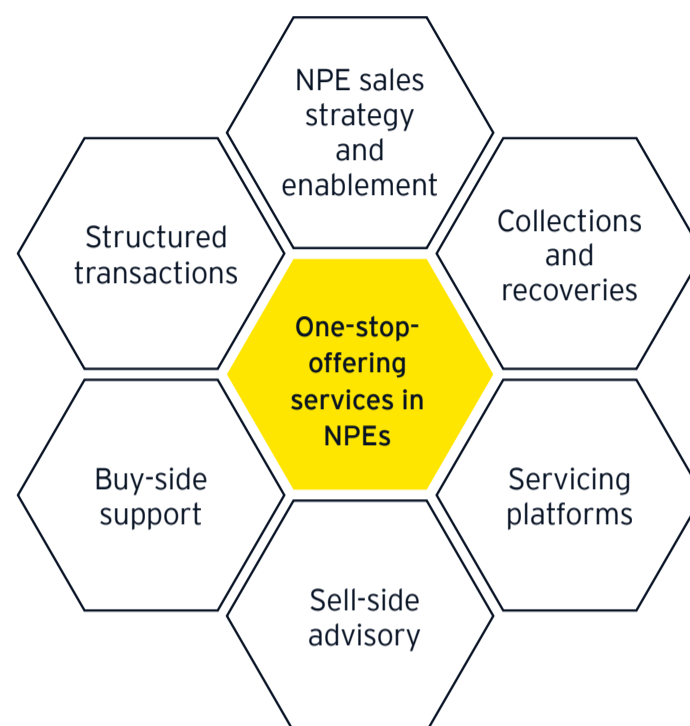 NPE sales
strategy
and
enablement
Structured
transactions
Collections
and
recoveries
One-stop-
offering
services in
NPEs
Buy-side
support
Servicing
platforms
Sell-side
advisory